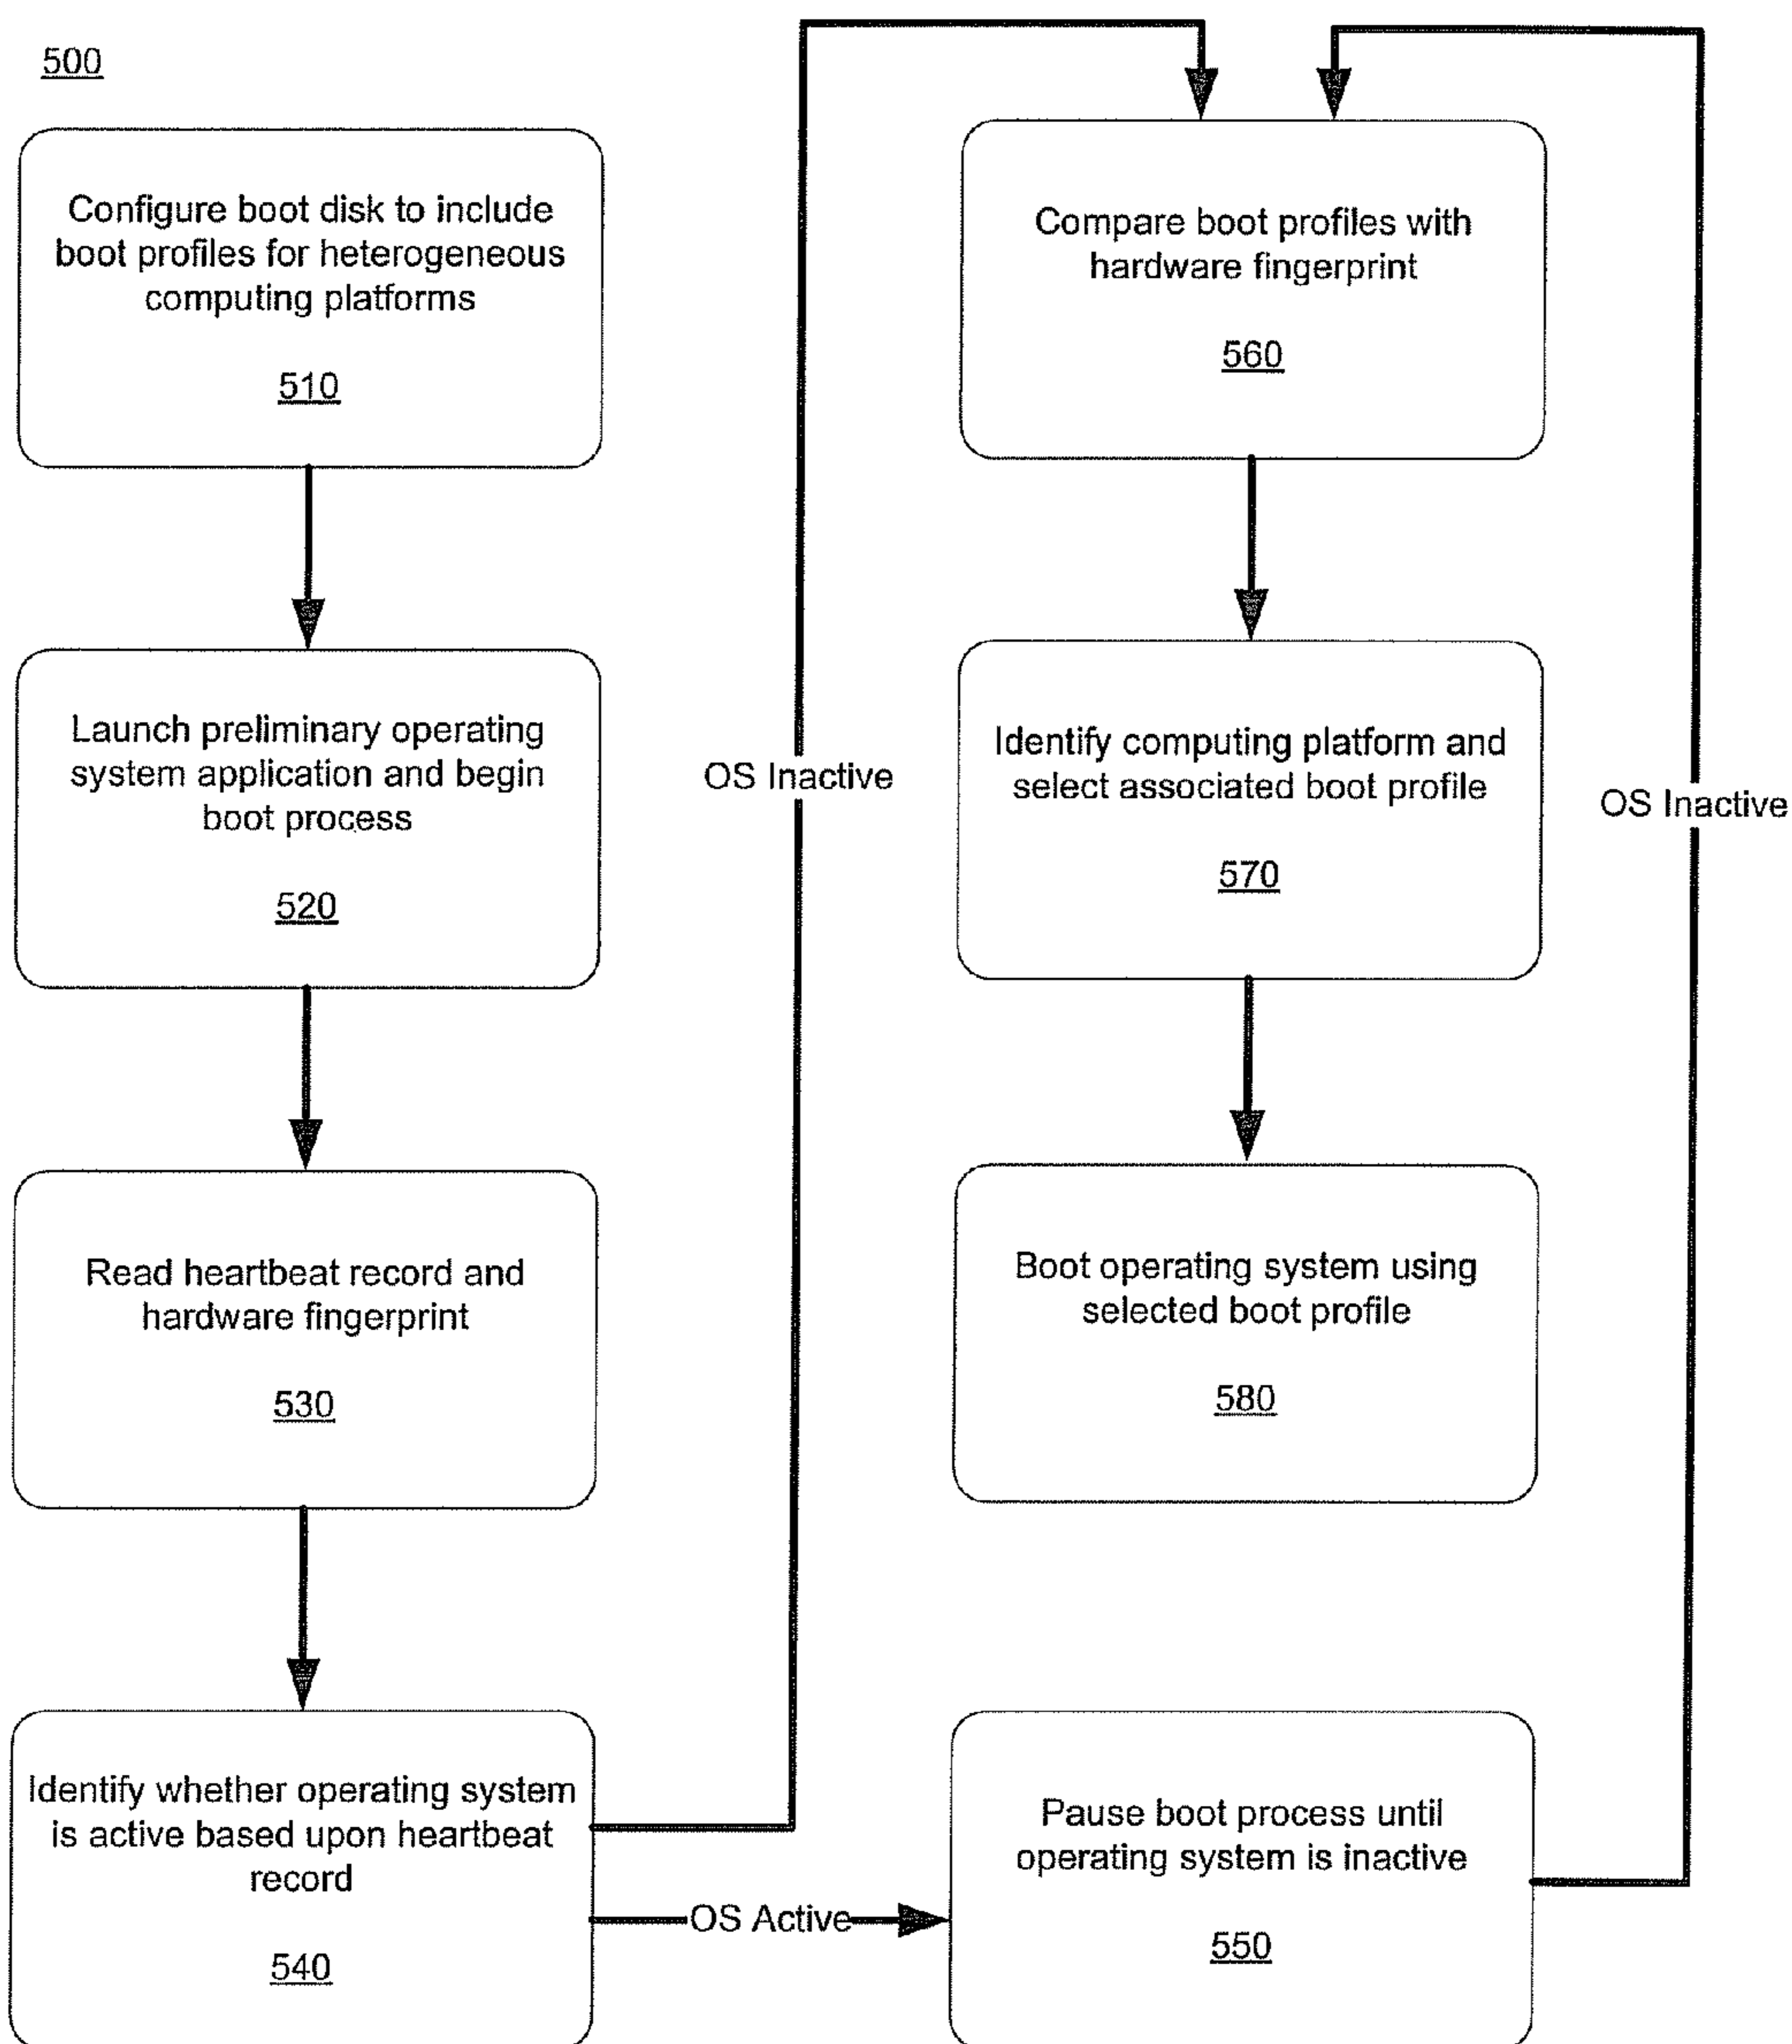 500
Configure boot disk to include
boot profiles for heterogeneous
computing platforms
510
Launch preliminary operating
system application and begin
boot process
520
Read heartbeat record and
hardware fingerprint
530
Identify whether operating system
is active based upon heartbeat
record
540
OS Inactive
OS Active
Pause boot process until
operating system is inactive
550
OS Inactive
Compare boot profiles with
hardware fingerprint
560
Identify computing platform and
select associated boot profile
570
Boot operating system using
selected boot profile
580